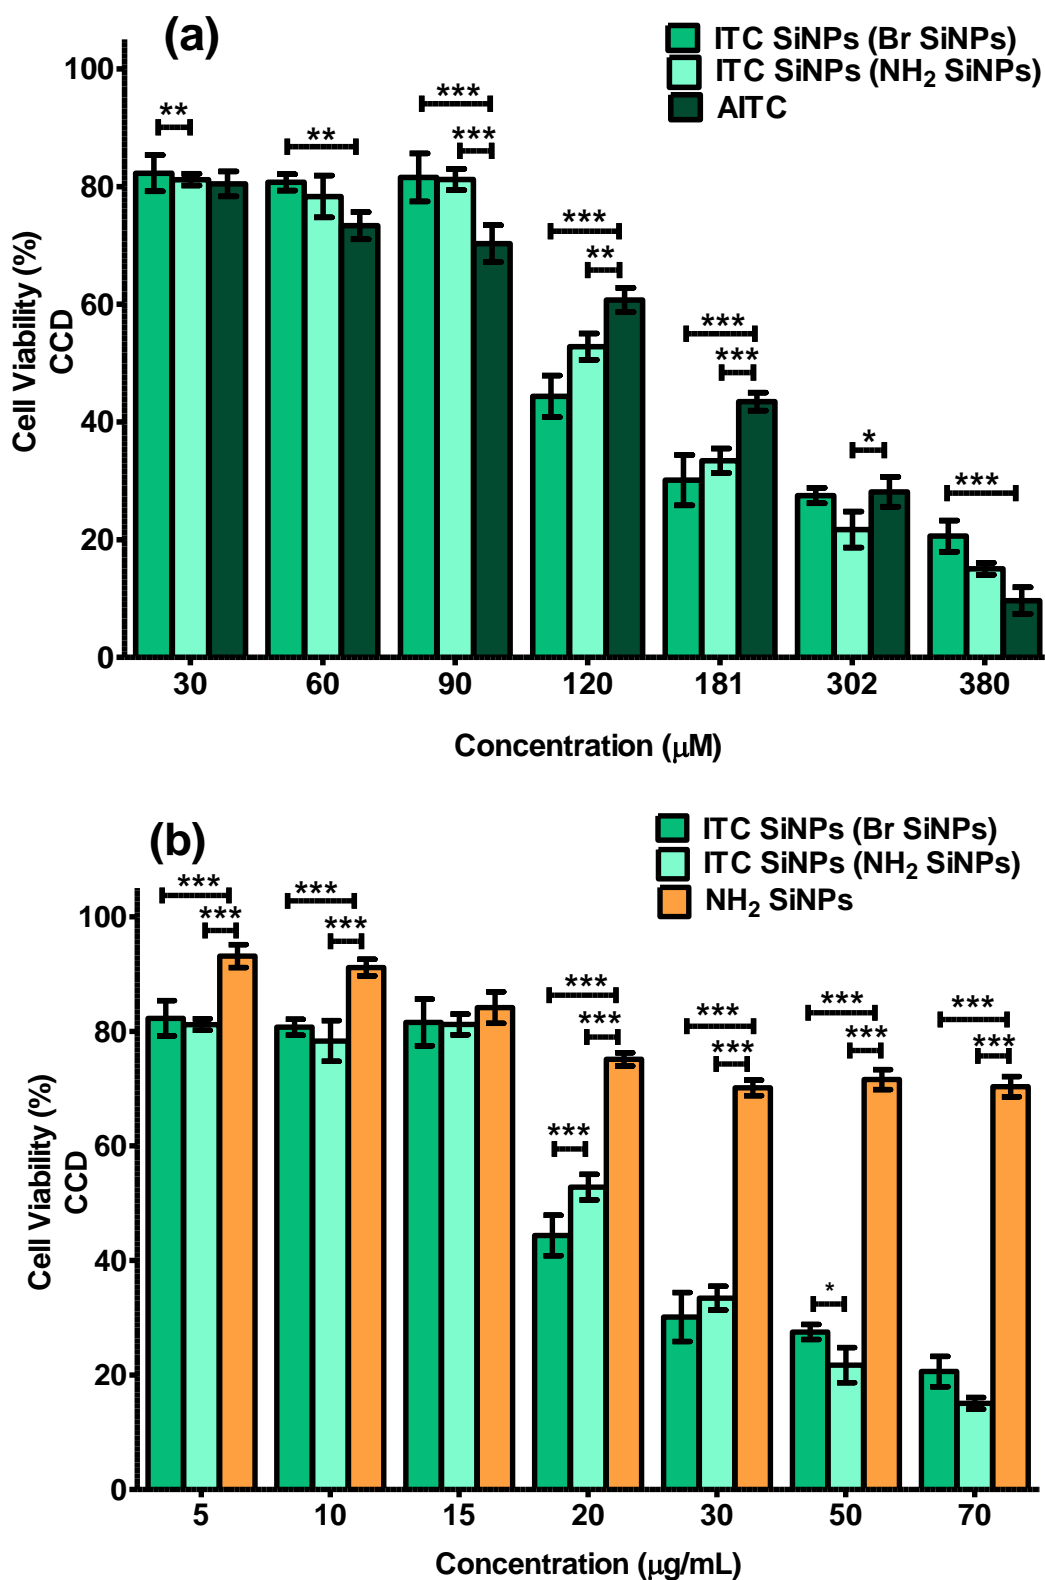 (a)
ITC SiNPs (Br SiNPs)
ITC SiNPs (NH₂ SiNPs)
AITC
Cell Viability (%)
CCD
100
80
60
40
20
0
**
**
***
***
***
**
***
***
*
***
30 60 90 120 181 302 380
Concentration (μM)
(b)
ITC SiNPs (Br SiNPs)
ITC SiNPs (NH₂ SiNPs)
NH₂ SiNPs
Cell Viability (%)
CCD
100
80
60
40
20
0
***
***
***
***
***
***
***
***
***
***
***
*
***
***
5 10 15 20 30 50 70
Concentration (μg/mL)